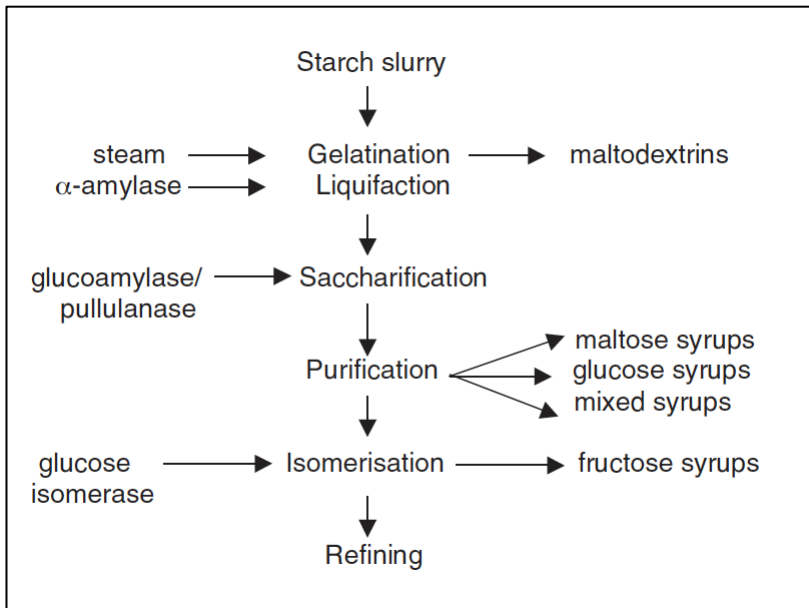 Starch slurry
steam Gelatination maltodextrins
α-amylase Liquifaction
glucoamylase/ Saccharification
pullulanase
maltose syrups
Purification glucose syrups
mixed syrups
glucose Isomerisation fructose syrups
isomerase
Refining